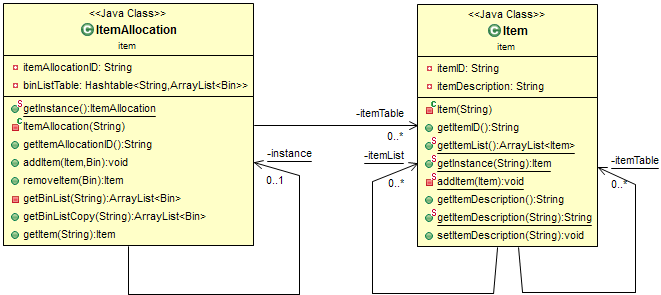 <<Java Class>>
ItemAllocation
item
itemAllocationID: String
binListTable: Hashtable<String,ArrayList<Bin>>
getInstance():ItemAllocation
ItemAllocation(String)
getItemAllocationID():String
addItem(Item,Bin):void
removeItem(Bin):Item
getBinList(String):ArrayList<Bin>
getBinListCopy(String):ArrayList<Bin>
getItem(String):Item
-instance
0..1
-itemTable
0..*
-itemList
0..*
<<Java Class>>
Item
item
itemID: String
itemDescription: String
Item(String)
getItemID():String
getItemList():ArrayList<Item>
getInstance(String):Item
addItem(Item):void
getItemDescription():String
getItemDescription(String):String
setItemDescription(String):void
-itemTable
0..*